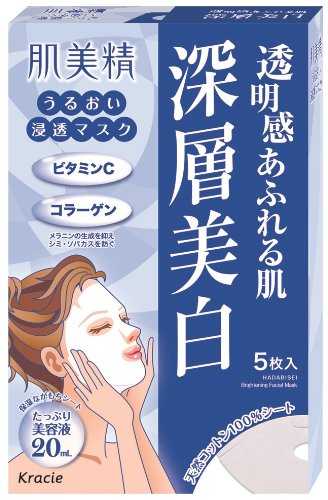 肌美精
うるおい
浸透マスク
ビタミンC
コラーゲン
メラニンの生成を抑え
シミ・ソバカスを防ぐ
透明感あふれる肌
深層美白
5枚入
HADABISEI
Brightening Facial Mask
保湿ながもちシート
たっぷり
美容液
20mL
天然コットン100%シート
Kracie